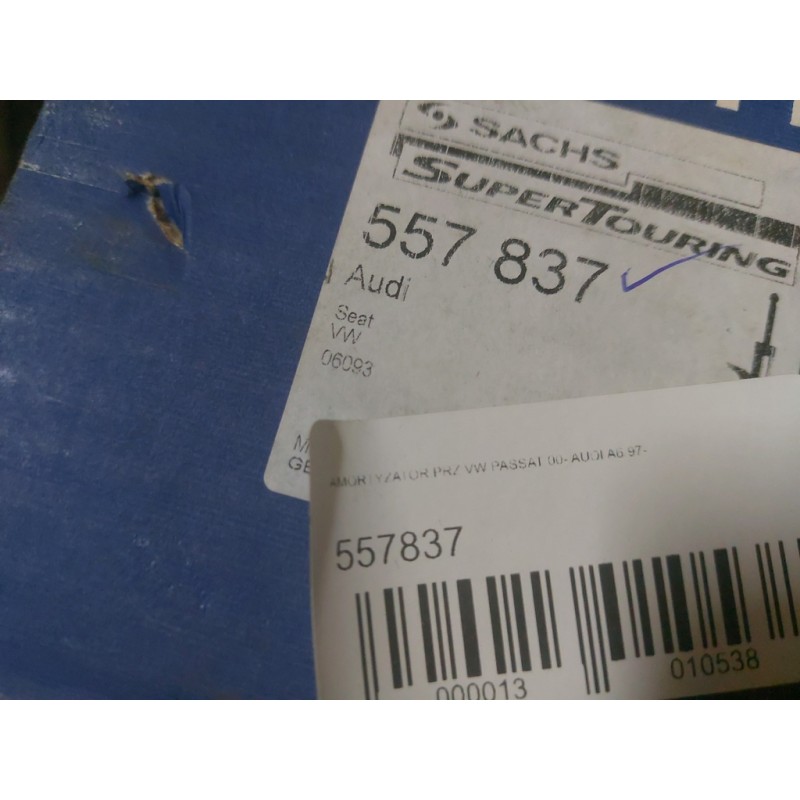 SACHS
SUPERTOURING
557 837
Audi
Seat
VW
06093
AMORTYZATOR PRZ VW PASSAT 00- AUDI A6 97-
557837
000013
010538